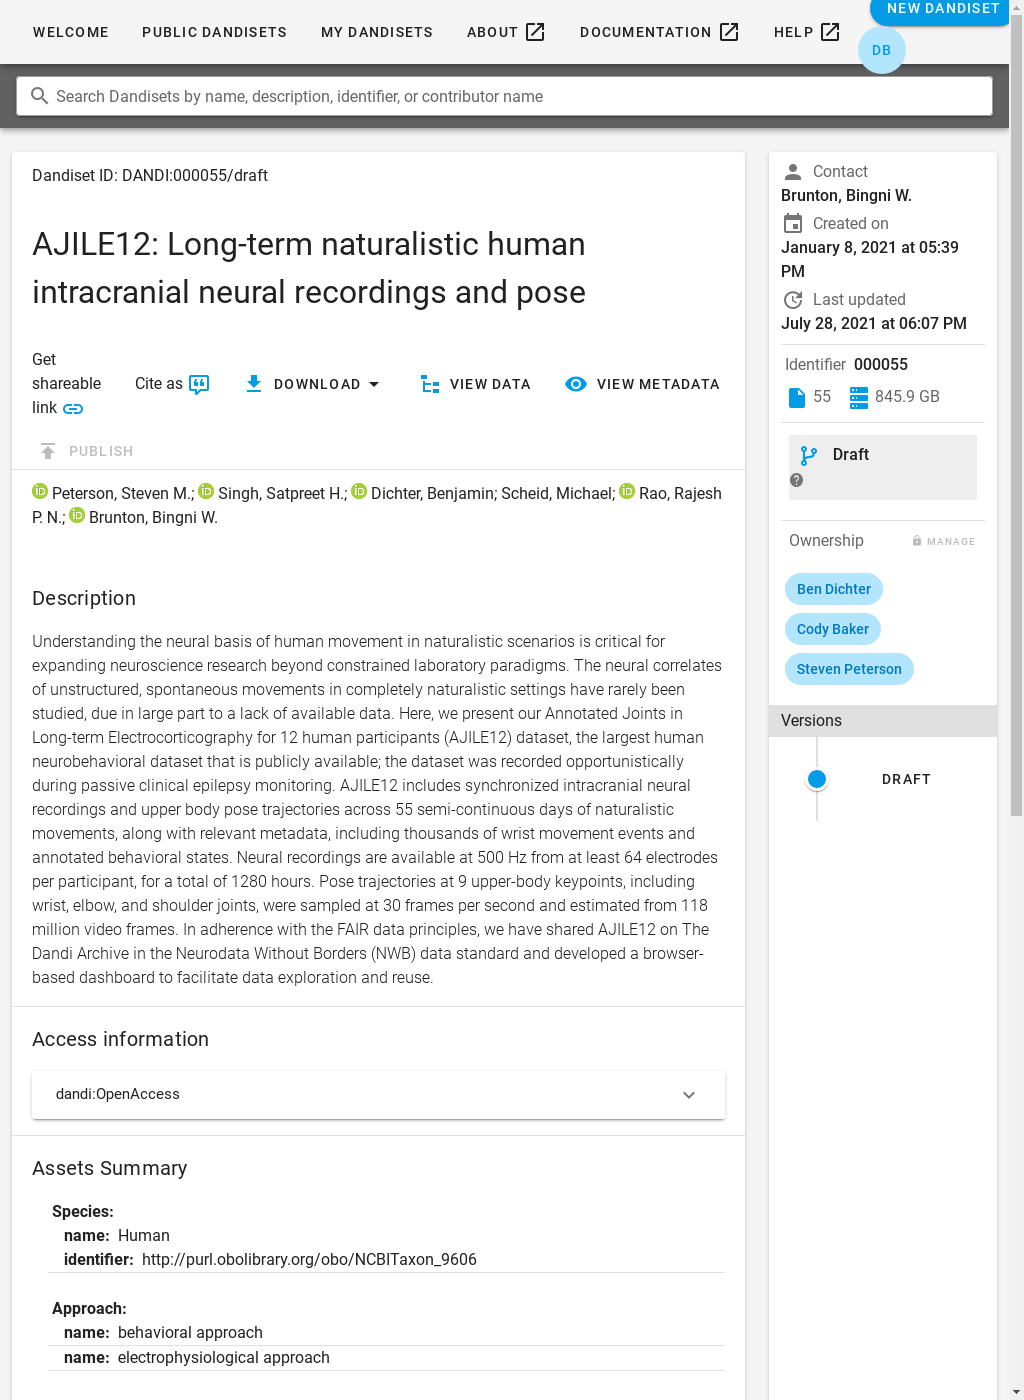 WELCOME PUBLIC DANDISETS MY DANDISETS ABOUT DOCUMENTATION HELP NEW DANDISET
DB
Search Dandisets by name, description, identifier, or contributor name
Dandiset ID: DANDI:000055/draft
AJILE12: Long-term naturalistic human
intracranial neural recordings and pose
Get
shareable
link
Cite as
DOWNLOAD
VIEW DATA
VIEW METADATA
PUBLISH
iD Peterson, Steven M.; iD Singh, Satpreet H.; iD Dichter, Benjamin; Scheid, Michael; iD Rao, Rajesh
P. N.; iD Brunton, Bingni W.
Description
Understanding the neural basis of human movement in naturalistic scenarios is critical for
expanding neuroscience research beyond constrained laboratory paradigms. The neural correlates
of unstructured, spontaneous movements in completely naturalistic settings have rarely been
studied, due in large part to a lack of available data. Here, we present our Annotated Joints in
Long-term Electrocorticography for 12 human participants (AJILE12) dataset, the largest human
neurobehavioral dataset that is publicly available; the dataset was recorded opportunistically
during passive clinical epilepsy monitoring. AJILE12 includes synchronized intracranial neural
recordings and upper body pose trajectories across 55 semi-continuous days of naturalistic
movements, along with relevant metadata, including thousands of wrist movement events and
annotated behavioral states. Neural recordings are available at 500 Hz from at least 64 electrodes
per participant, for a total of 1280 hours. Pose trajectories at 9 upper-body keypoints, including
wrist, elbow, and shoulder joints, were sampled at 30 frames per second and estimated from 118
million video frames. In adherence with the FAIR data principles, we have shared AJILE12 on The
Dandi Archive in the Neurodata Without Borders (NWB) data standard and developed a browser-
based dashboard to facilitate data exploration and reuse.
Access information
dandi:OpenAccess
Assets Summary
Species:
name: Human
identifier: http://purl.obolibrary.org/obo/NCBITaxon_9606
Approach:
name: behavioral approach
name: electrophysiological approach
Contact
Brunton, Bingni W.
Created on
January 8, 2021 at 05:39
PM
Last updated
July 28, 2021 at 06:07 PM
Identifier 000055
55 845.9 GB
Draft
?
Ownership MANAGE
Ben Dichter
Cody Baker
Steven Peterson
Versions
DRAFT